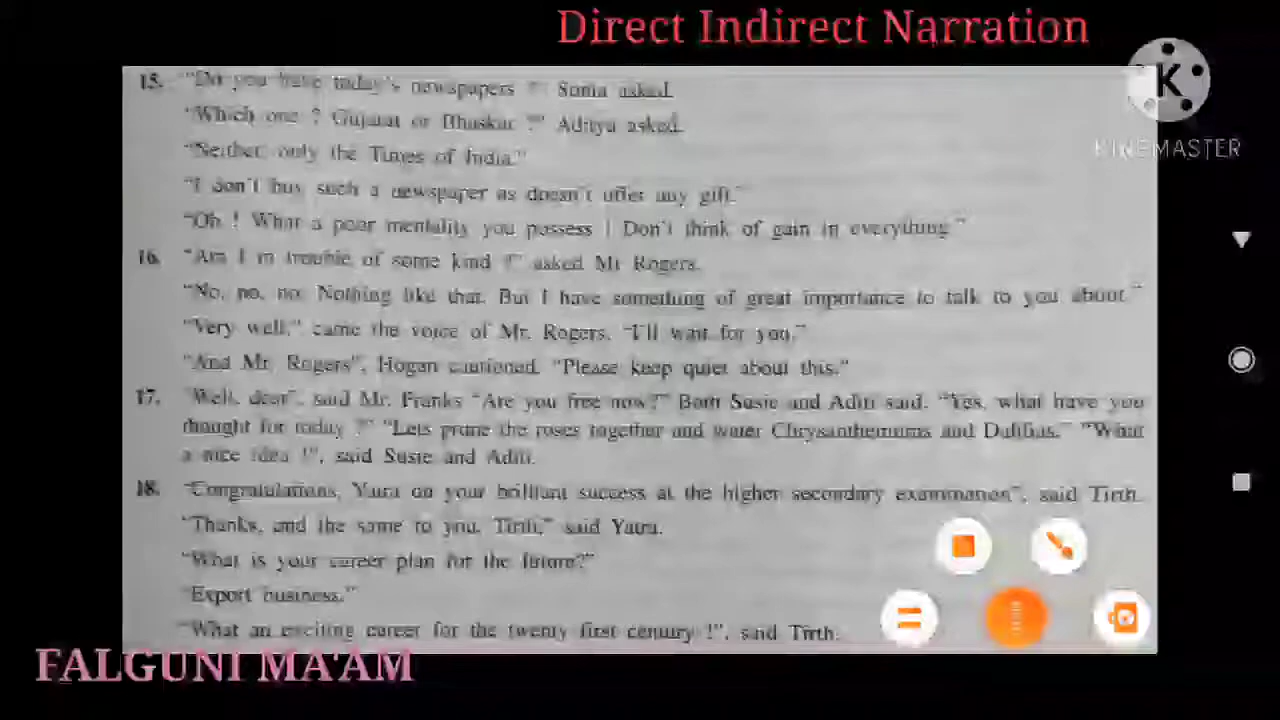 Direct Indirect Narration
K
KINEMASTER
15. "Do you have today's newspapers ?" Soma asked.
"Which one ? Gujarat or Bhaskar ?" Aditya asked.
"Neither, only the Times of India."
"I don't buy such a newspaper as doesn't offer any gift."
"Oh ! What a poor mentality you possess ! Don't think of gain in everything."
16. "Am I in trouble of some kind ?" asked Mr Rogers.
"No, no, no. Nothing like that. But I have something of great importance to talk to you about."
"Very well," came the voice of Mr. Rogers. "I'll wait for you."
"And Mr. Rogers", Hogan cautioned. "Please keep quiet about this."
17. "Well, dear", said Mr. Franks "Are you free now?" Both Susie and Aditi said. "Yes, what have you
thought for today ?" "Lets prune the roses together and water Chrysanthemums and Dahlias." "What
a nice idea !", said Susie and Aditi.
18. "Congratulations, Yatra on your brilliant success at the higher secondary examination", said Tirth.
"Thanks, and the same to you, Tirth," said Yatra.
"What is your career plan for the future?"
"Export business."
"What an exciting career for the twenty first century !", said Tirth.
FALGUNI MA'AM